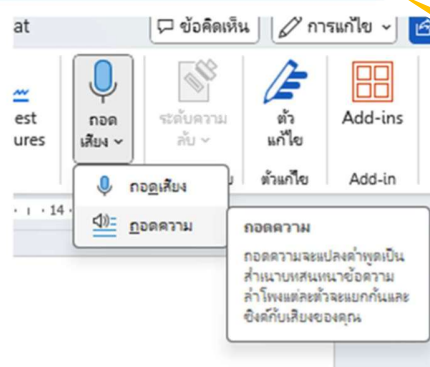 at
ข้อคิดเห็น
การแก้ไข
est
ures
ถอด
เสียง
ระดับความ
ลับ
ตัว
แก้ไข
Add-ins
ตัวแก้ไข
Add-in
14
ถอดเสียง
ถอดความ
ถอดความ
ถอดความจะแปลงคำพูดเป็น
สำเนาบทสนทนาข้อความ
ลำโพงแต่ละตัวจะแยกกันและ
ซิงค์กับเสียงของคุณ